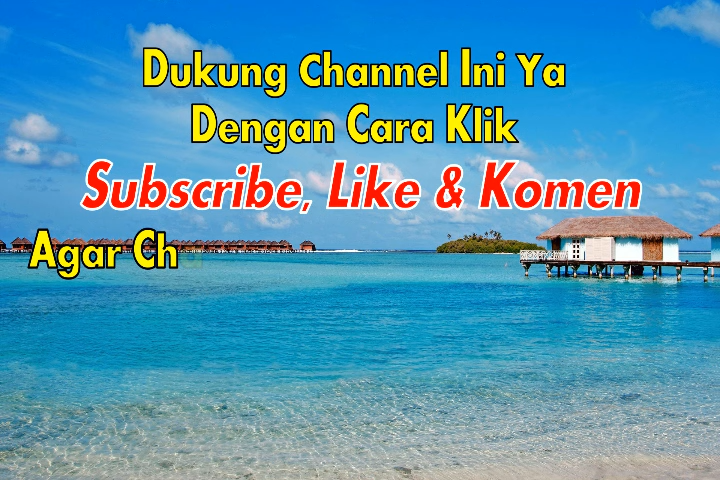 Dukung Channel Ini Ya
Dengan Cara Klik
Subscribe, Like & Komen
Agar Ch